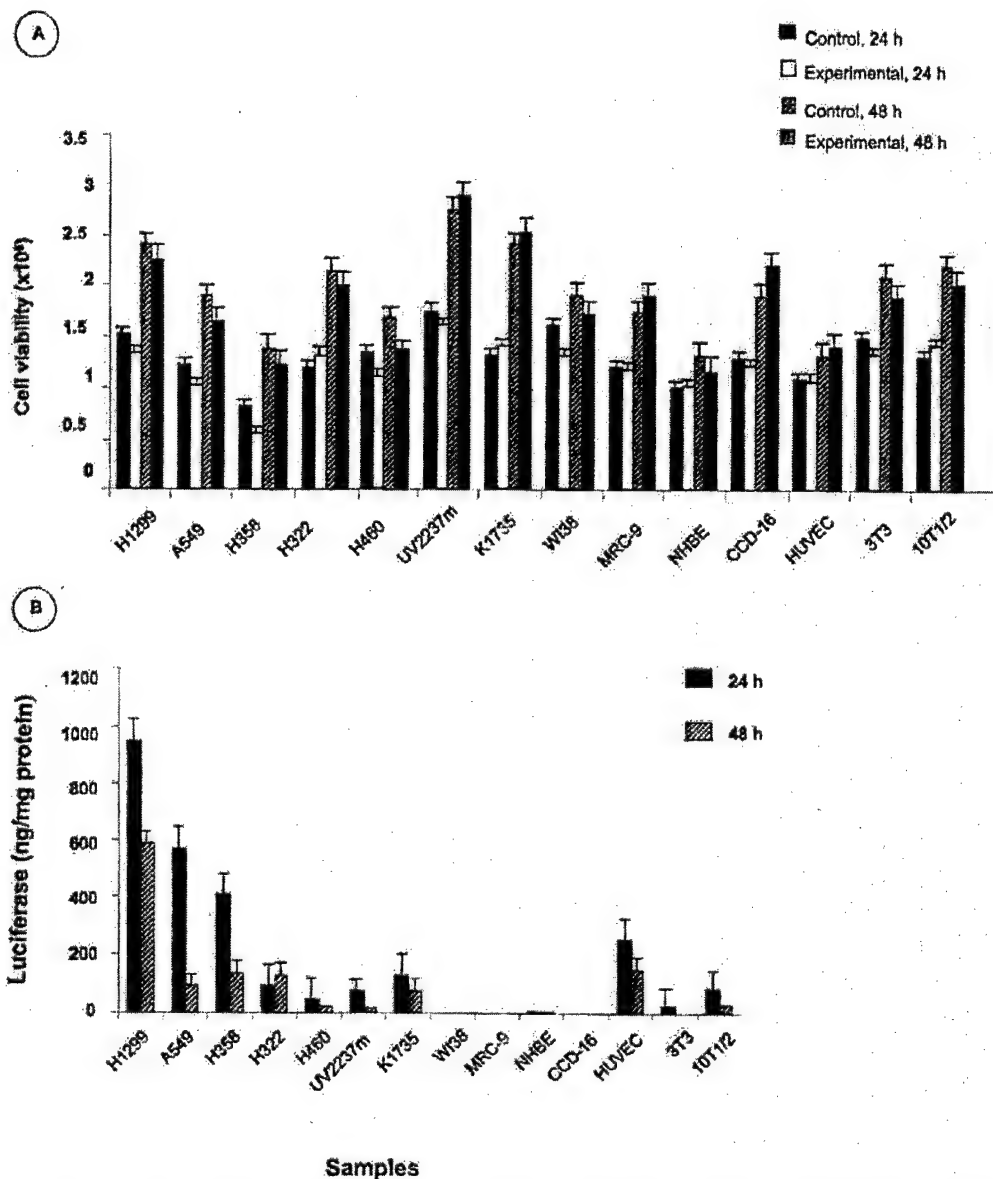 A
Control, 24 h
Experimental, 24 h
Control, 48 h
Experimental, 48 h
Cell viability (x10⁶)
3.5
3
2.5
2
1.5
1
0.5
0
H1299
A549
H358
H322
H460
UV2237m
K1735
WI38
MRC-9
NHBE
CCD-16
HUVEC
3T3
10T1/2
B
24 h
48 h
Luciferase (ng/mg protein)
1200
1000
800
600
400
200
0
H1299
A549
H358
H322
H460
UV2237m
K1735
WI38
MRC-9
NHBE
CCD-16
HUVEC
3T3
10T1/2
Samples